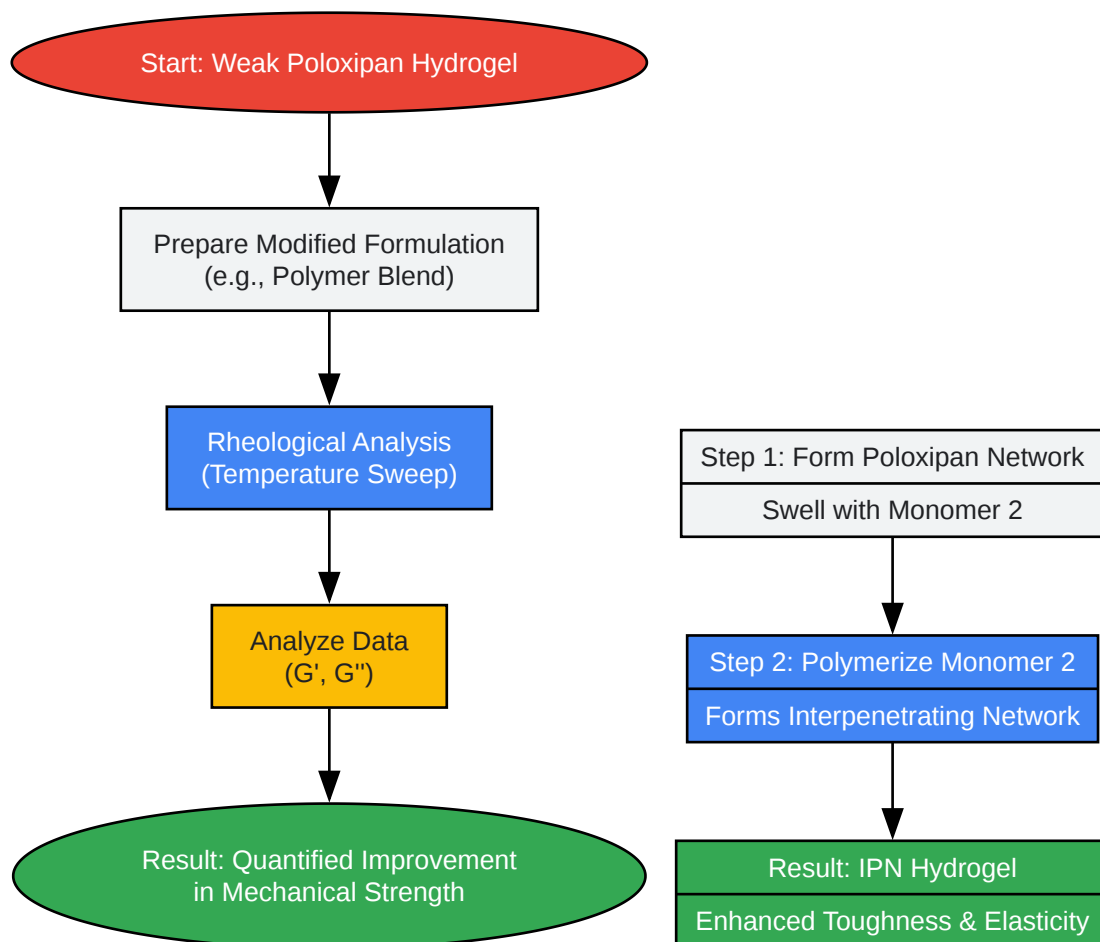 Start: Weak Poloxipan Hydrogel
Prepare Modified Formulation
(e.g., Polymer Blend)
Rheological Analysis
(Temperature Sweep)
Analyze Data
(G', G'')
Result: Quantified Improvement
in Mechanical Strength
Step 1: Form Poloxipan Network
Swell with Monomer 2
Step 2: Polymerize Monomer 2
Forms Interpenetrating Network
Result: IPN Hydrogel
Enhanced Toughness & Elasticity